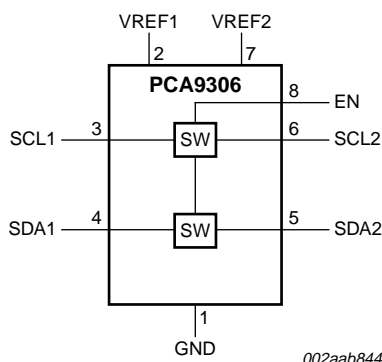 VREF1 VREF2
2 7
PCA9306
8 EN
SCL1 3 SW 6 SCL2
SDA1 4 SW 5 SDA2
1
GND
002aab844